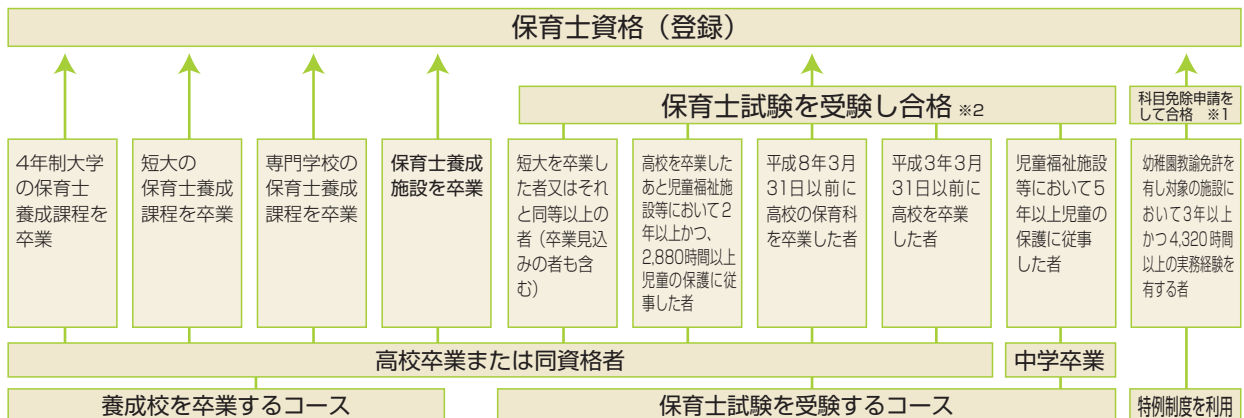 保育士資格（登録）
保育士試験を受験し合格 ※2
科目免除申請を
して合格 ※1
4年制大学
の保育士
養成課程を
卒業
短大の
保育士養成
課程を卒業
専門学校の
保育士養成
課程を卒業
保育士養成
施設を卒業
短大を卒業し
た者又はそれ
と同等以上の
者（卒業見込
みの者も含
む）
高校を卒業した
あと児童福祉施
設等において2
年以上かつ、
2,880時間以上
児童の保護に従
事した者
平成8年3月
31日以前に
高校の保育科
を卒業した者
平成3年3月
31日以前に
高校を卒業
した者
児童福祉施設
等において5
年以上児童の
保護に従事
した者
幼稚園教諭免許を
有し対象の施設に
おいて3年以上
かつ4,320時間
以上の実務経験を
有する者
高校卒業または同資格者
中学卒業
養成校を卒業するコース
保育士試験を受験するコース
特例制度を利用